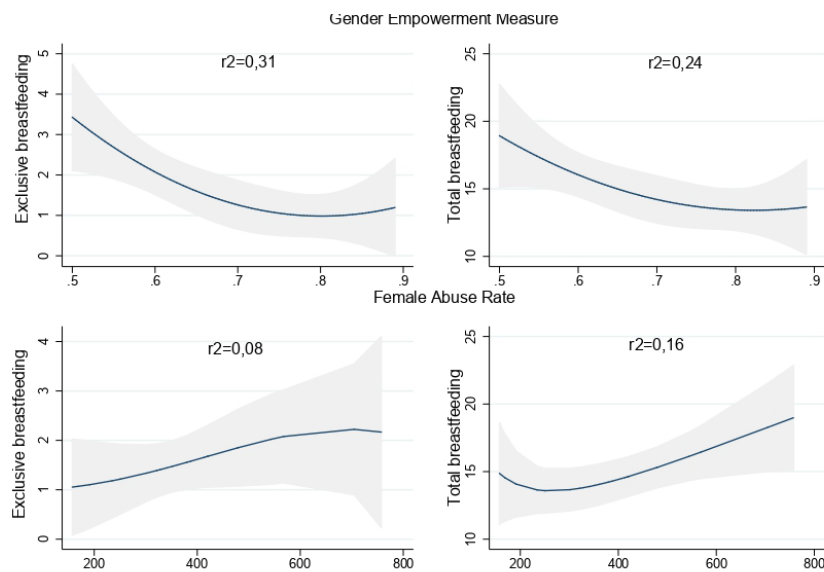 Gender Empowerment Measure
r2=0,31
Exclusive breastfeeding
0 1 2 3 4 5
.5 .6 .7 .8 .9
r2=0,24
Total breastfeeding
10 15 20 25
.5 .6 .7 .8 .9
Female Abuse Rate
r2=0,08
Exclusive breastfeeding
0 1 2 3 4
200 400 600 800
r2=0,16
Total breastfeeding
10 15 20 25
200 400 600 800